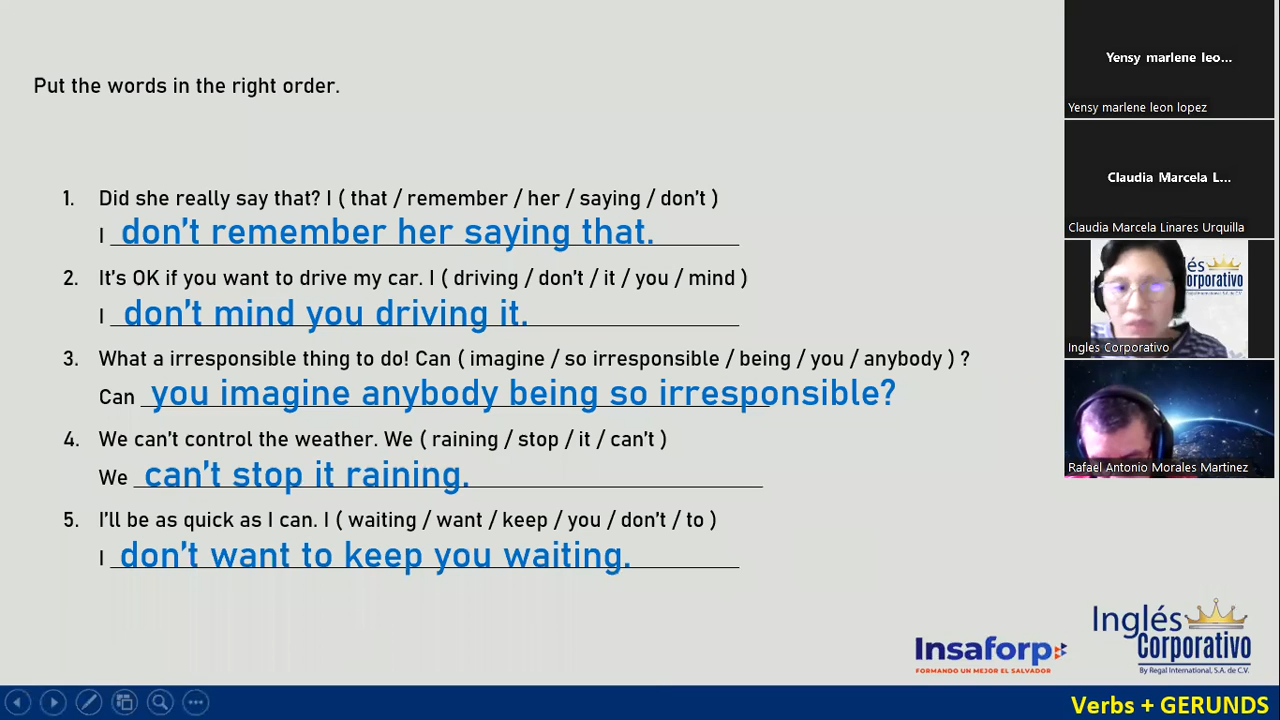 Put the words in the right order.
1. Did she really say that? I ( that / remember / her / saying / don't )
I don't remember her saying that.
2. It's OK if you want to drive my car. I ( driving / don't / it / you / mind )
I don't mind you driving it.
3. What a irresponsible thing to do! Can ( imagine / so irresponsible / being / you / anybody ) ?
Can you imagine anybody being so irresponsible?
4. We can't control the weather. We ( raining / stop / it / can't )
We can't stop it raining.
5. I'll be as quick as I can. I ( waiting / want / keep / you / don't / to )
I don't want to keep you waiting.
Yensy marlene leo...
Yensy marlene leon lopez
Claudia Marcela L...
Claudia Marcela Linares Urquilla
lés
orporativo
Ingles Corporativo
Rafael Antonio Morales Martinez
Insaforp
FORMANDO UN MEJOR EL SALVADOR
Inglés
Corporativo
By Regal International, S.A. de C.V.
Verbs + GERUNDS